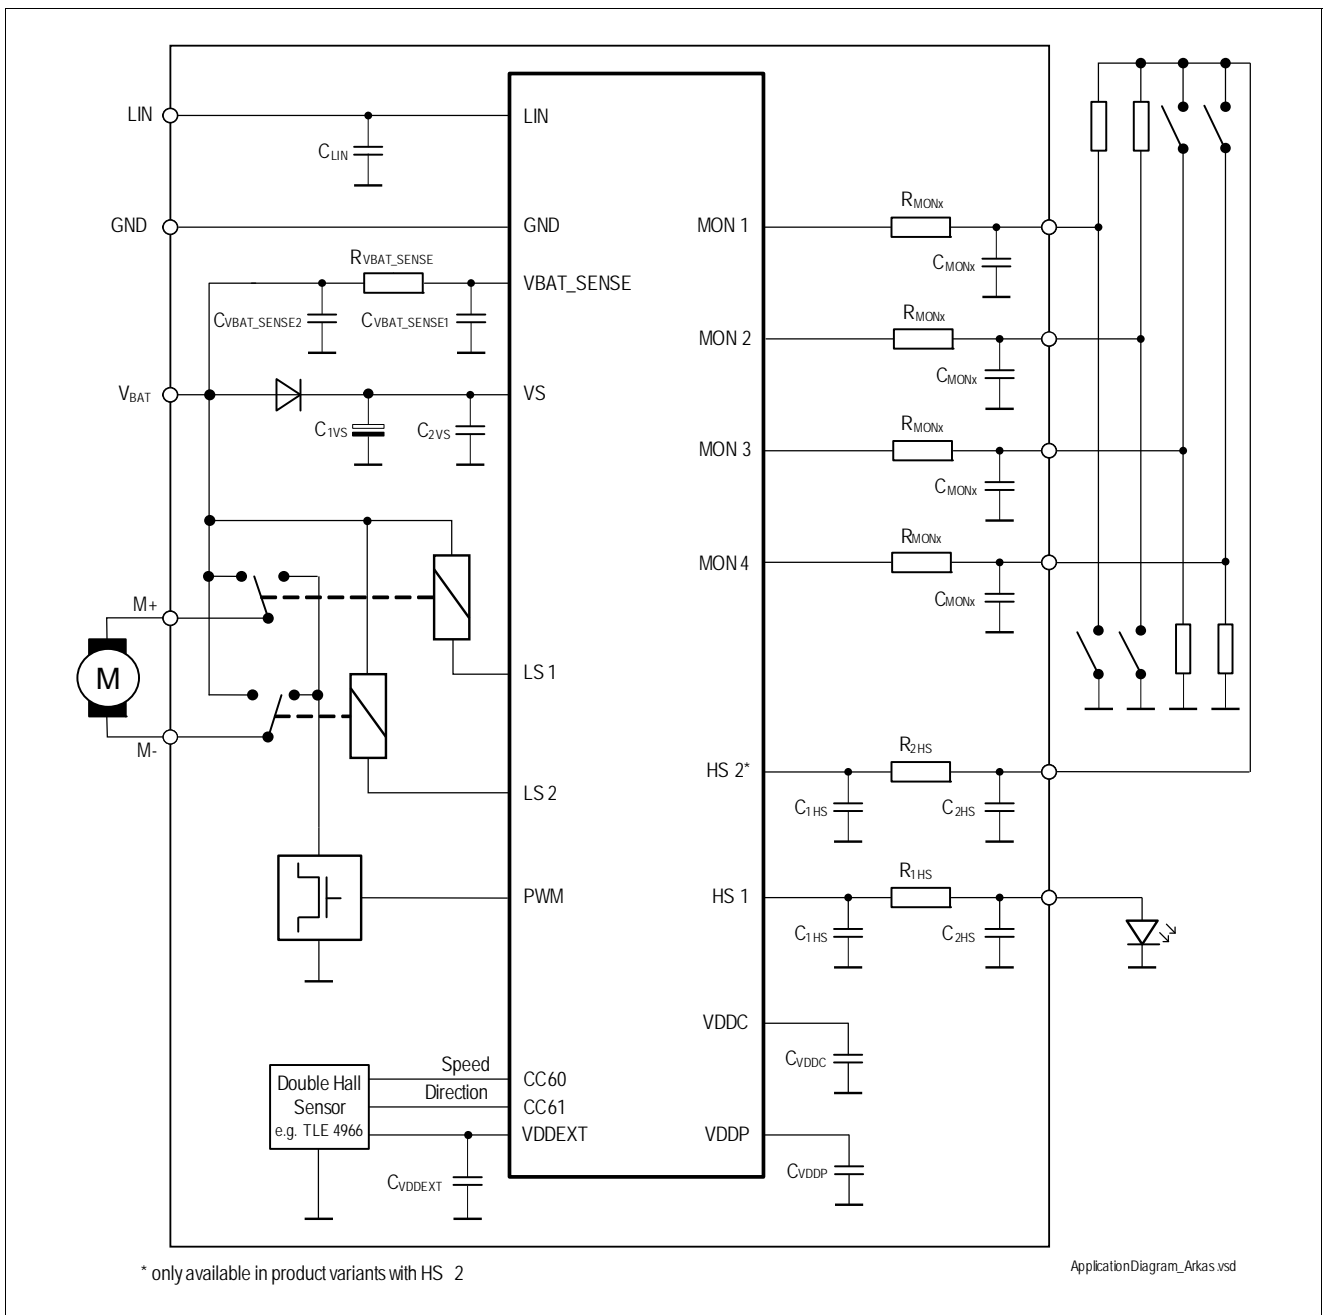 LIN
LIN
CLIN
GND
GND
MON 1
RMONx
CMONx
RVBAT_SENSE
VBAT_SENSE
CVBAT_SENSE2
CVBAT_SENSE1
MON 2
RMONx
CMONx
VBAT
VS
C1VS
C2VS
MON 3
RMONx
CMONx
MON 4
RMONx
CMONx
M+
M
M-
LS 1
LS 2
HS 2*
R2HS
C1HS
C2HS
PWM
HS 1
R1HS
C1HS
C2HS
VDDC
CVDDC
Speed
CC60
Direction
CC61
Double Hall
Sensor
e.g. TLE 4966
VDDEXT
CVDDEXT
VDDP
CVDDP
* only available in product variants with HS 2
ApplicationDiagram_Arkas.vsd